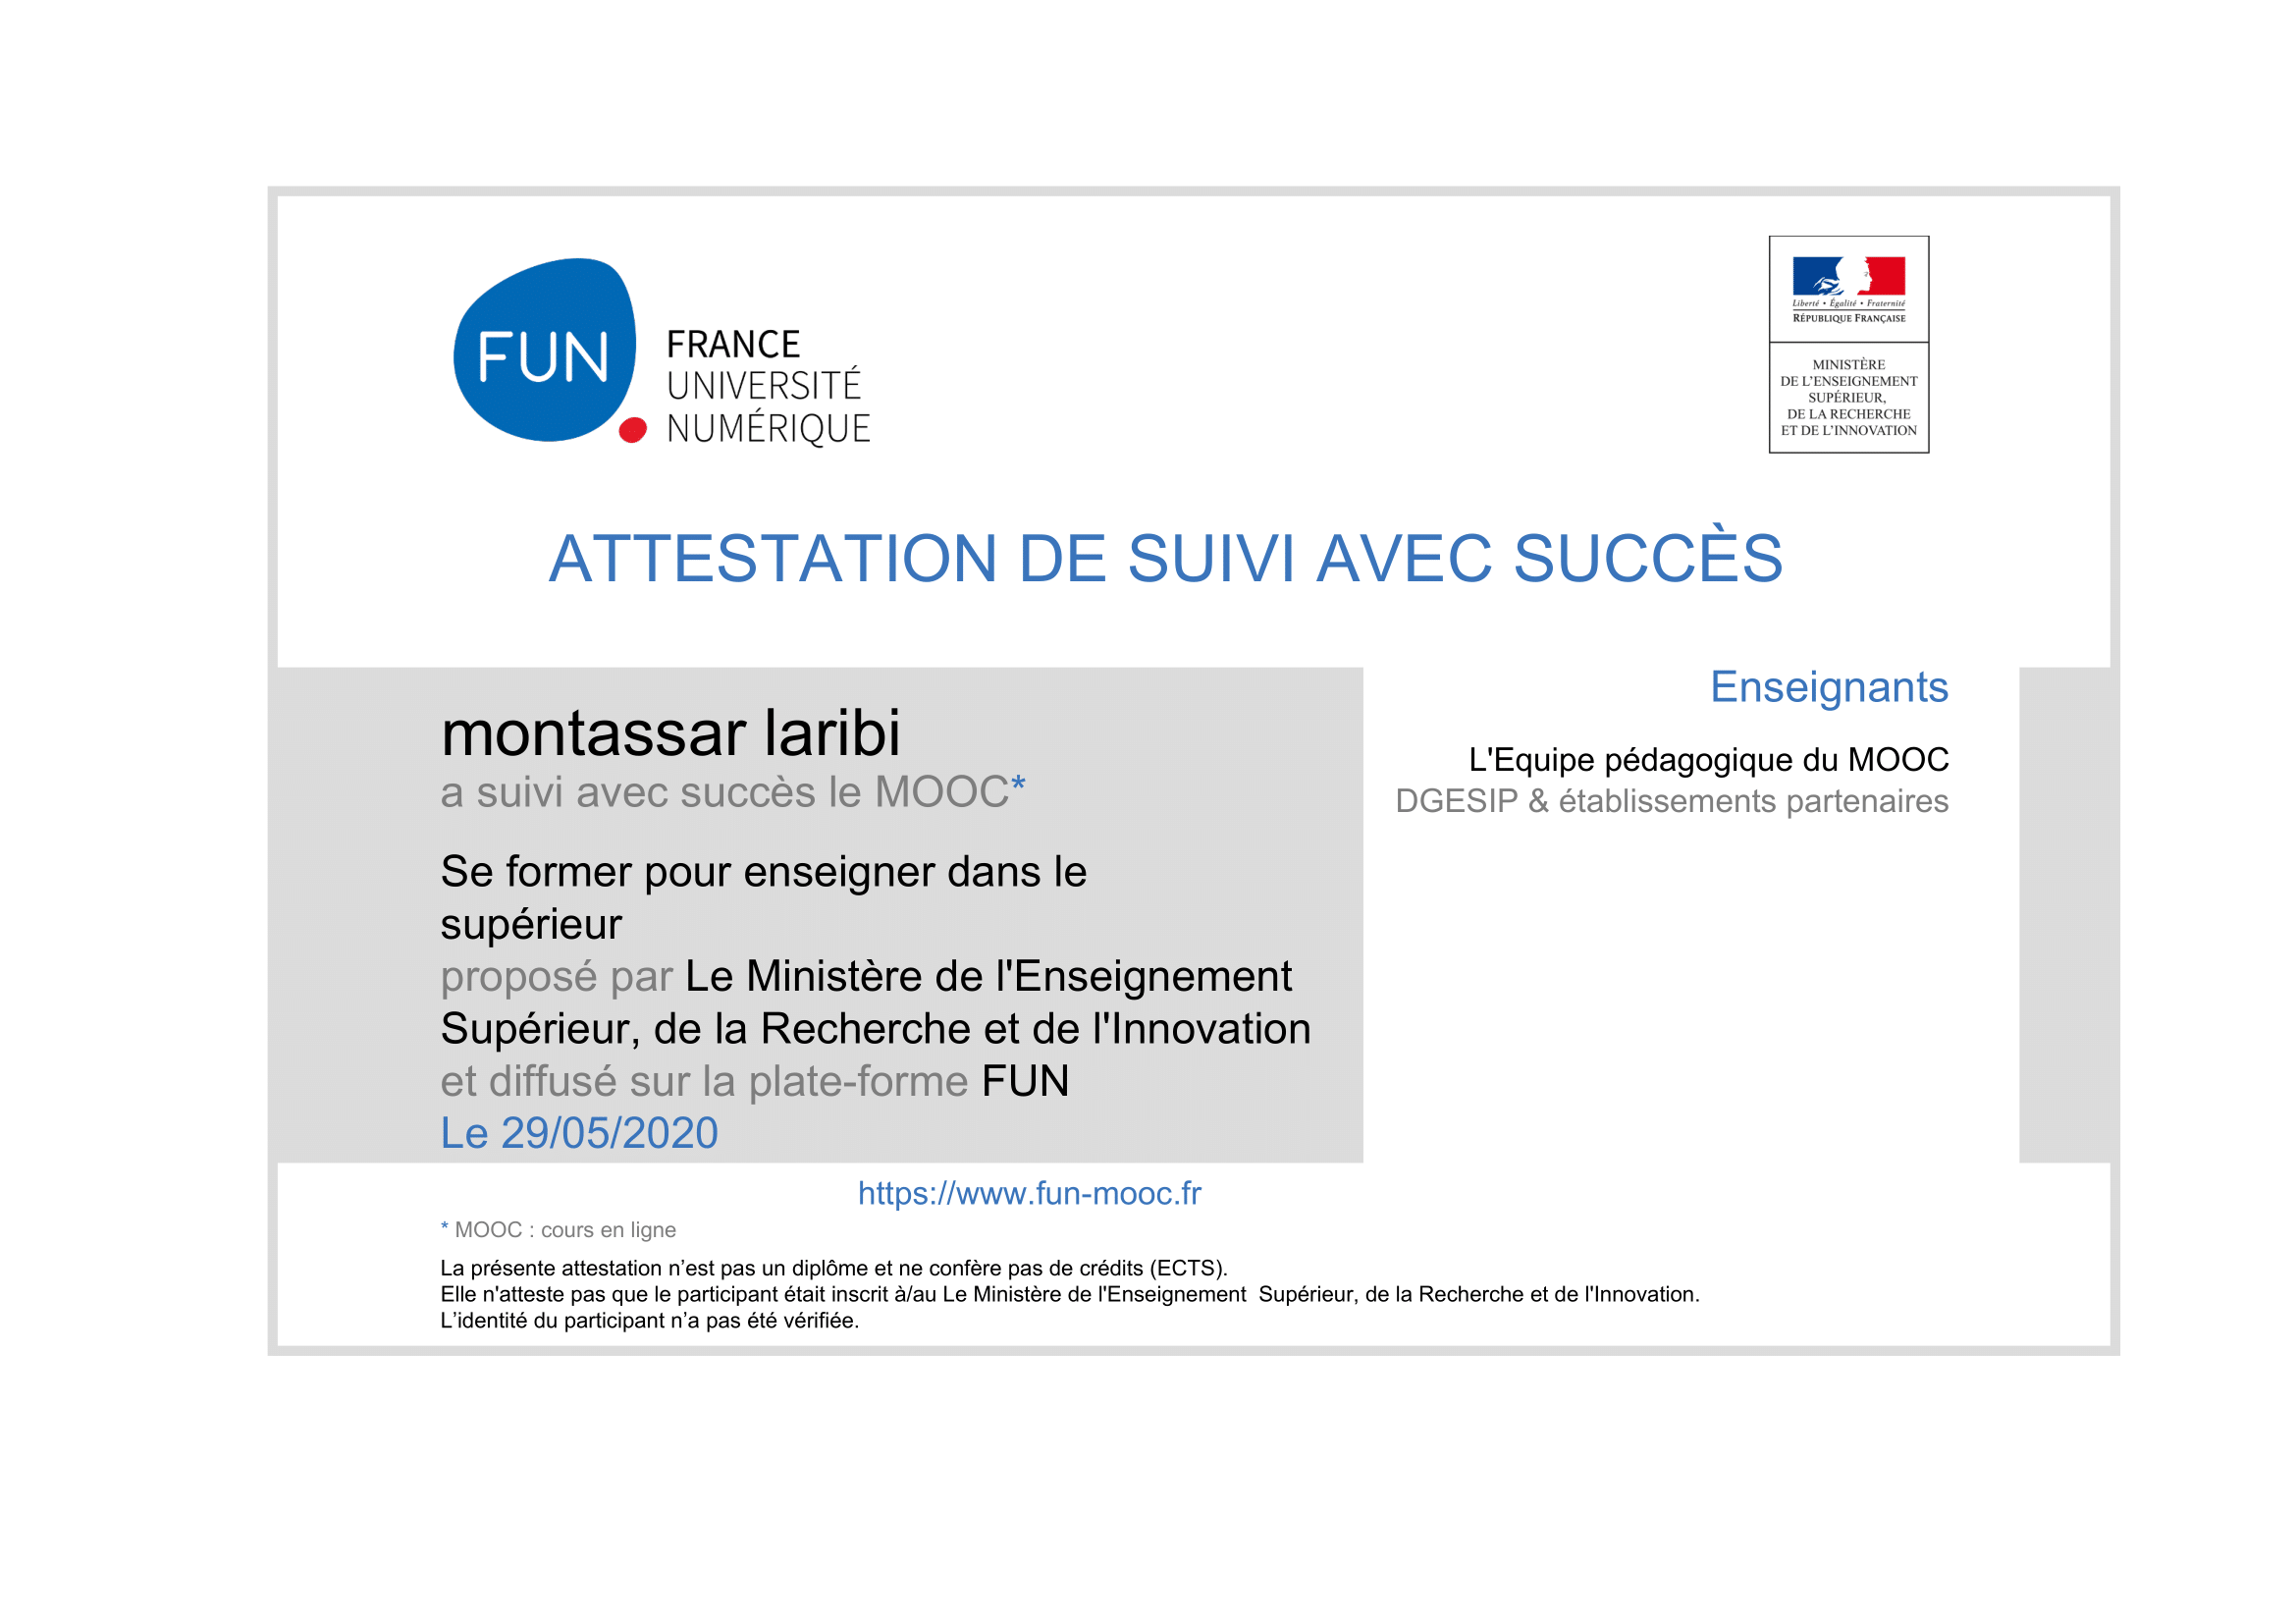 FUN
FRANCE
UNIVERSITÉ
NUMÉRIQUE
Liberté • Égalité • Fraternité
RÉPUBLIQUE FRANÇAISE
MINISTÈRE
DE L'ENSEIGNEMENT
SUPÉRIEUR,
DE LA RECHERCHE
ET DE L'INNOVATION
ATTESTATION DE SUIVI AVEC SUCCÈS
montassar laribi
a suivi avec succès le MOOC*
Se former pour enseigner dans le
supérieur
proposé par Le Ministère de l'Enseignement
Supérieur, de la Recherche et de l'Innovation
et diffusé sur la plate-forme FUN
Le 29/05/2020
Enseignants
L'Equipe pédagogique du MOOC
DGESIP & établissements partenaires
https://www.fun-mooc.fr
* MOOC : cours en ligne
La présente attestation n’est pas un diplôme et ne confère pas de crédits (ECTS).
Elle n'atteste pas que le participant était inscrit à/au Le Ministère de l'Enseignement  Supérieur, de la Recherche et de l'Innovation.
L’identité du participant n’a pas été vérifiée.